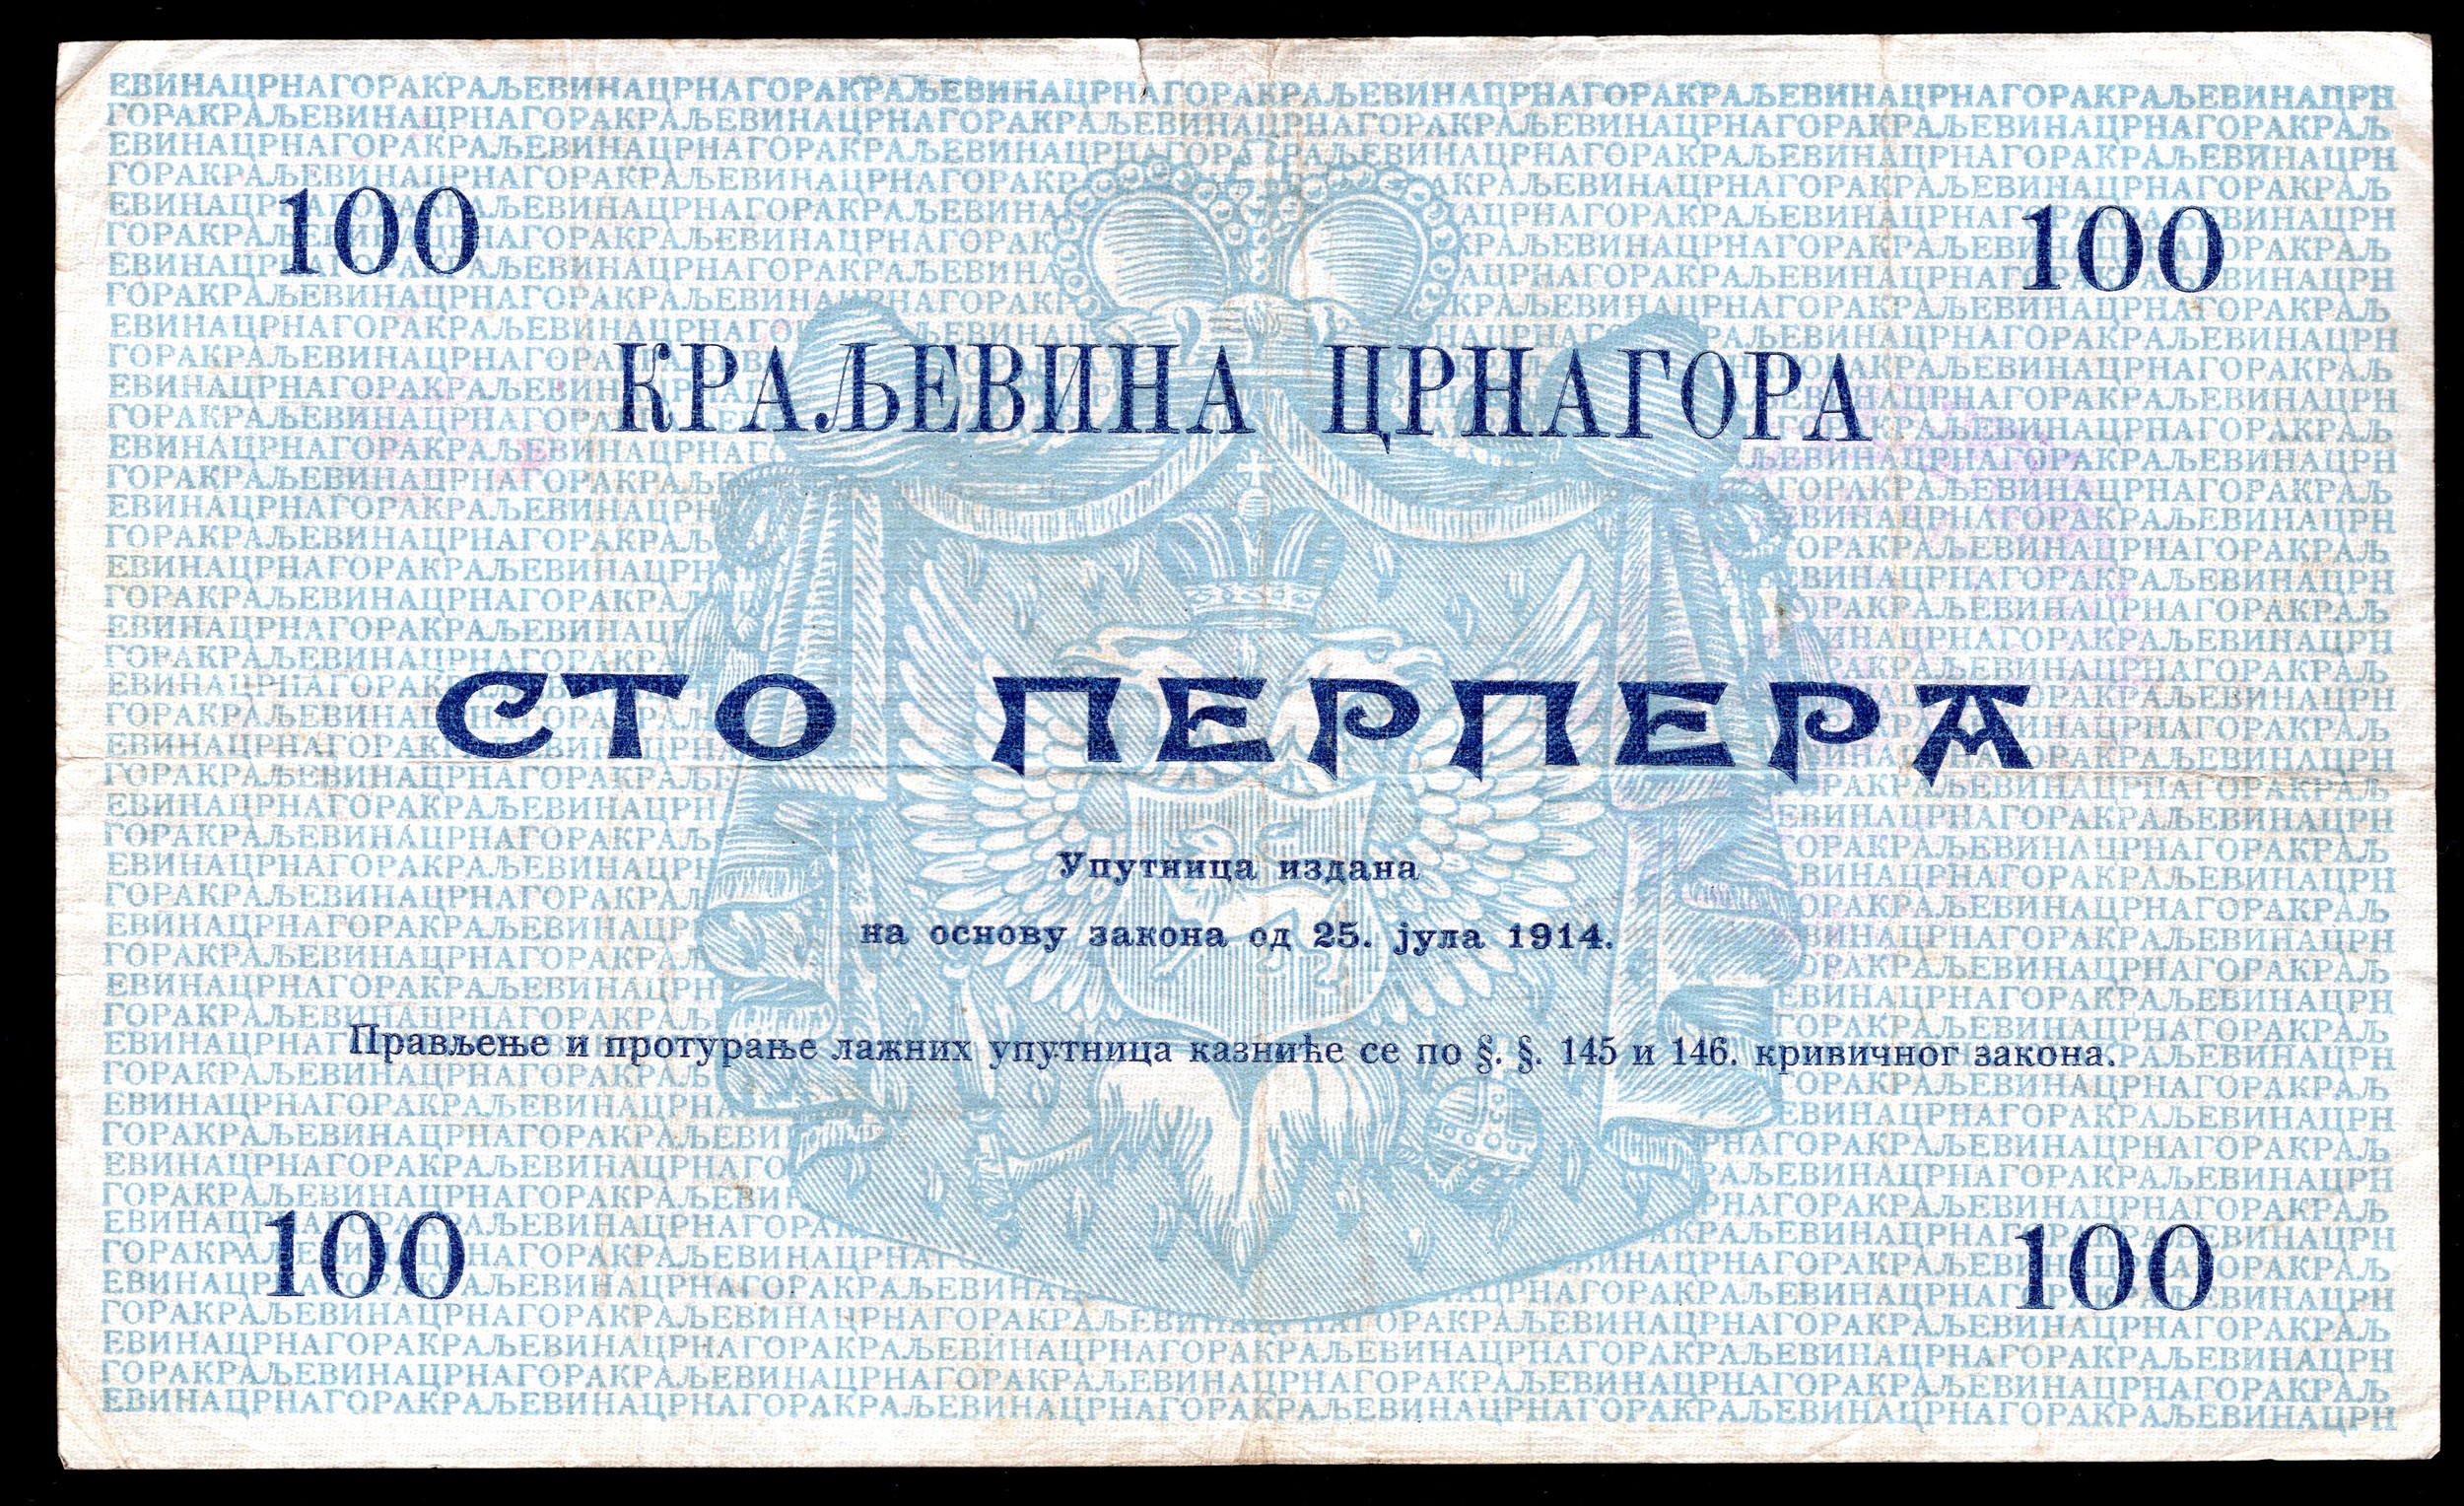 100 100
КРАЉЕВИНА ЦРНАГОРА
СТО ПЕРПЕРА
Упутница издана
на основу закона од 25. јула 1914.
Прављење и протурање лажних упутница казниће се по §. §. 145 и 146. кривичног закона.
100 100